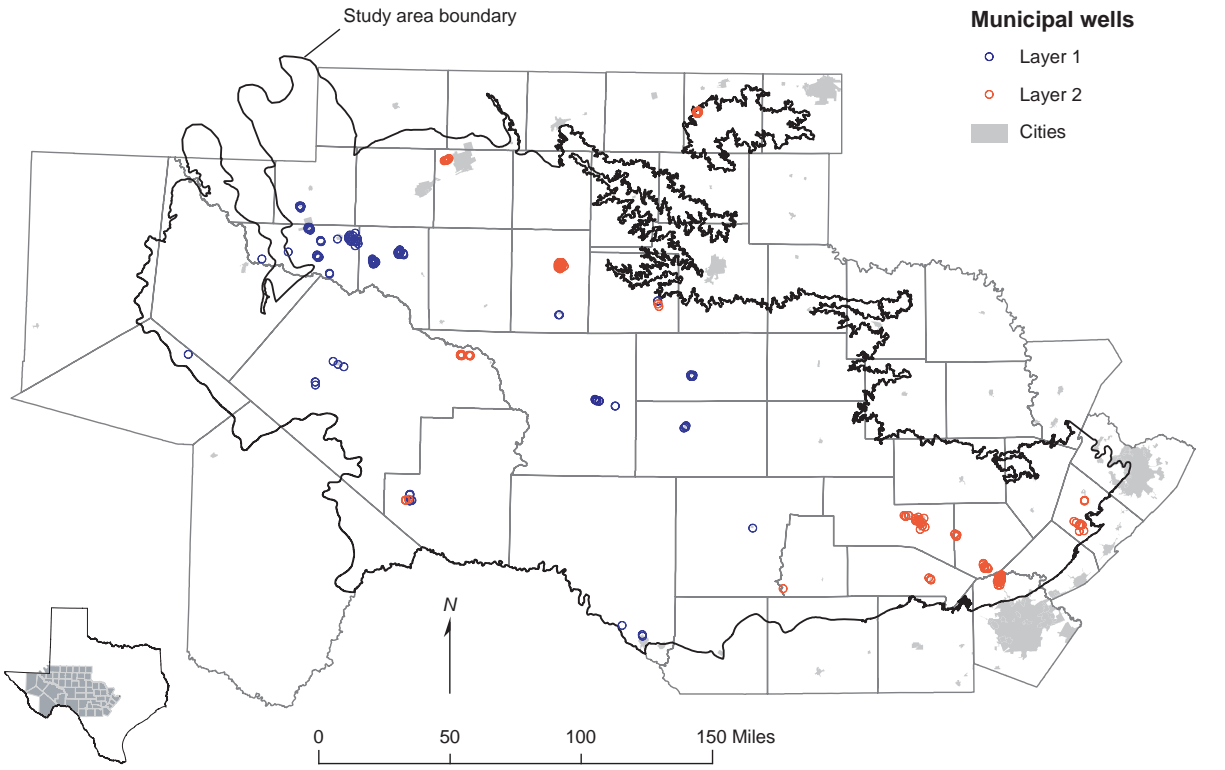 Study area boundary
Municipal wells
Layer 1
Layer 2
Cities
N
0 50 100 150 Miles